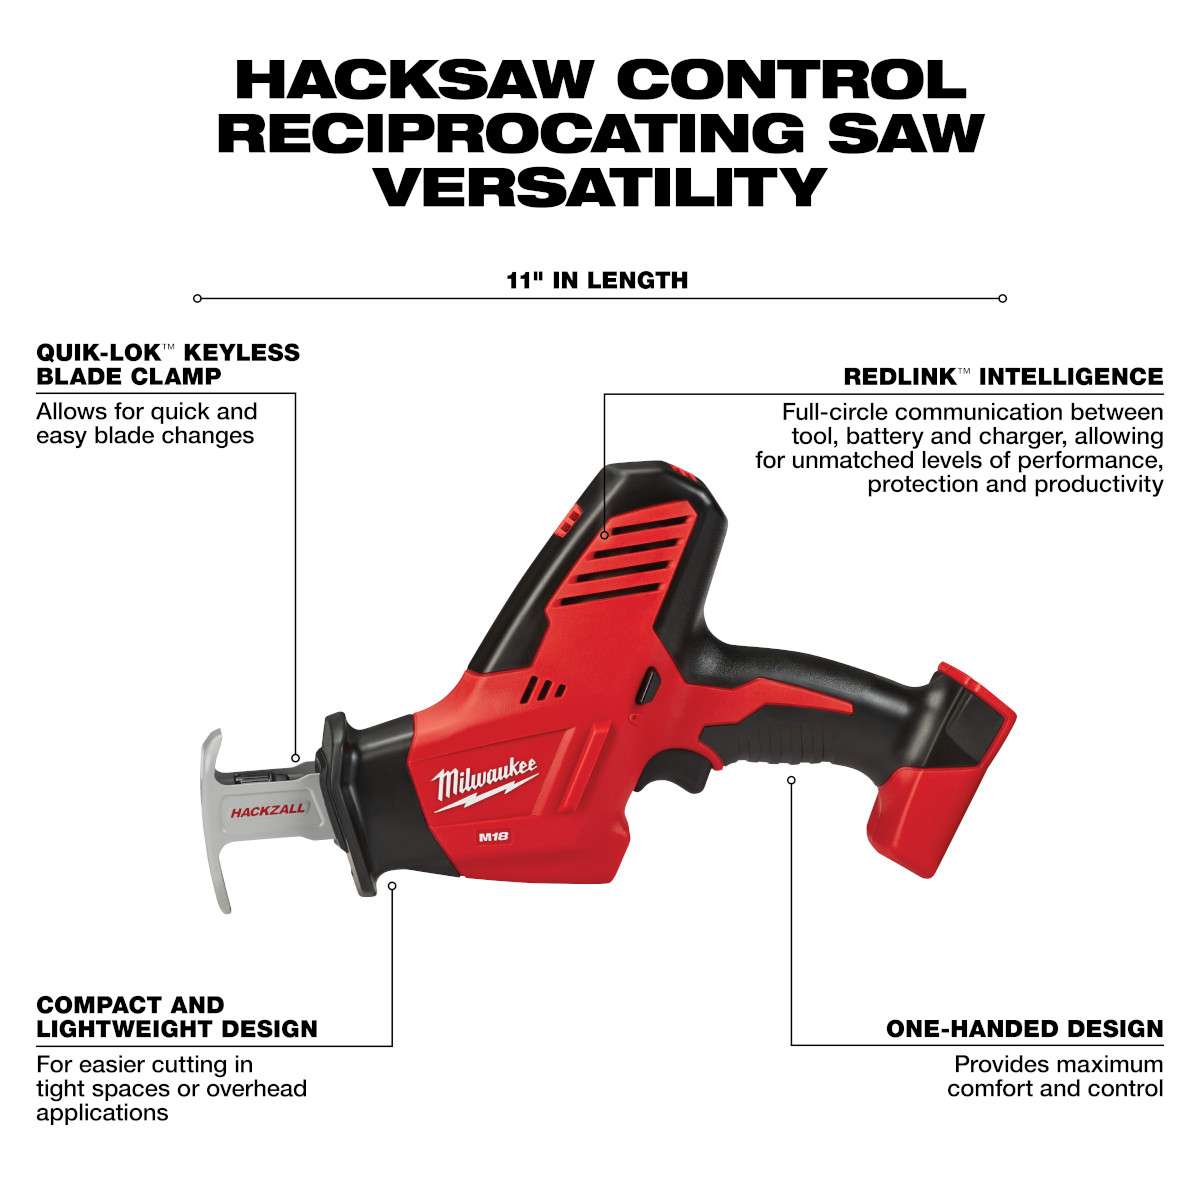 HACKSAW CONTROL
RECIPROCATING SAW
VERSATILITY
11" IN LENGTH
QUIK-LOK™ KEYLESS
BLADE CLAMP
Allows for quick and
easy blade changes
REDLINK™ INTELLIGENCE
Full-circle communication between
tool, battery and charger, allowing
for unmatched levels of performance,
protection and productivity
Milwaukee
HACKZALL
M18
COMPACT AND
LIGHTWEIGHT DESIGN
For easier cutting in
tight spaces or overhead
applications
ONE-HANDED DESIGN
Provides maximum
comfort and control